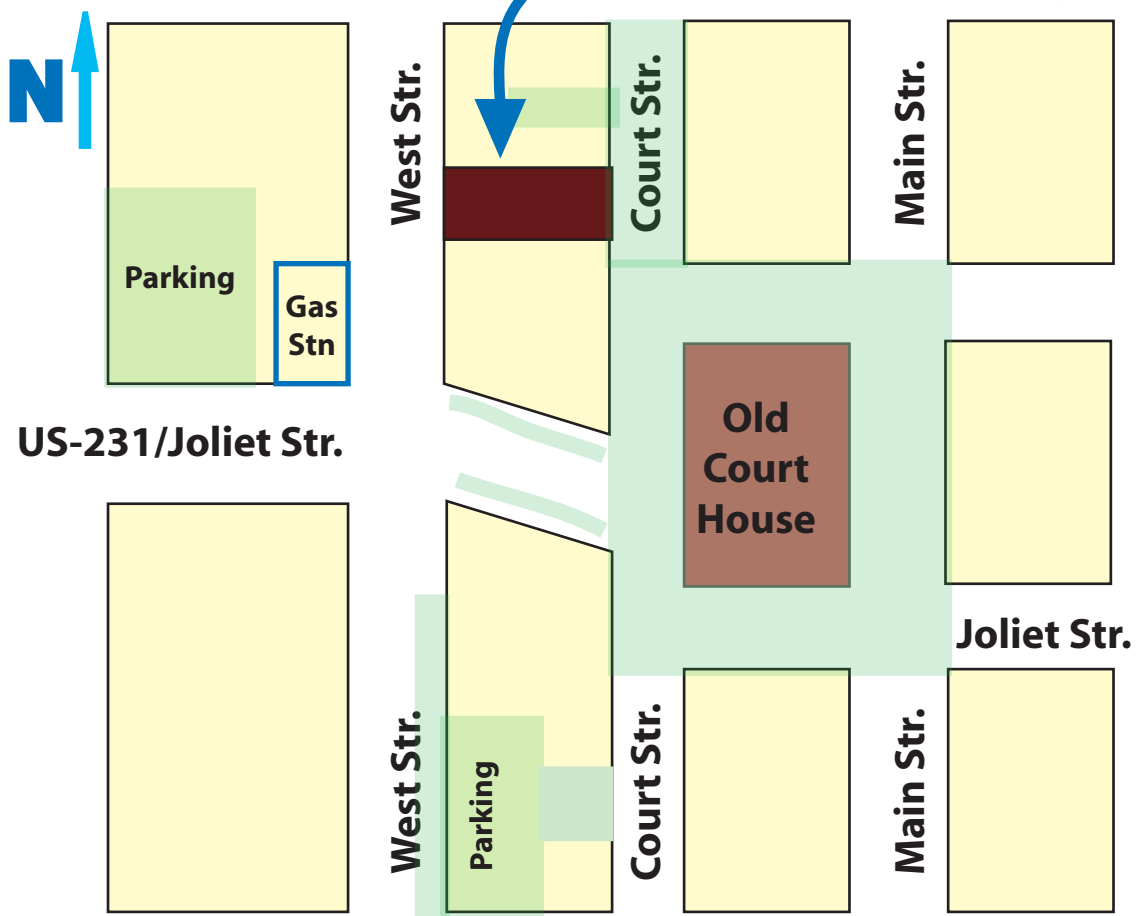 N
West Str.
Court Str.
Main Str.
Parking
Gas
Stn
US-231/Joliet Str.
Old
Court
House
Joliet Str.
West Str.
Parking
Court Str.
Main Str.